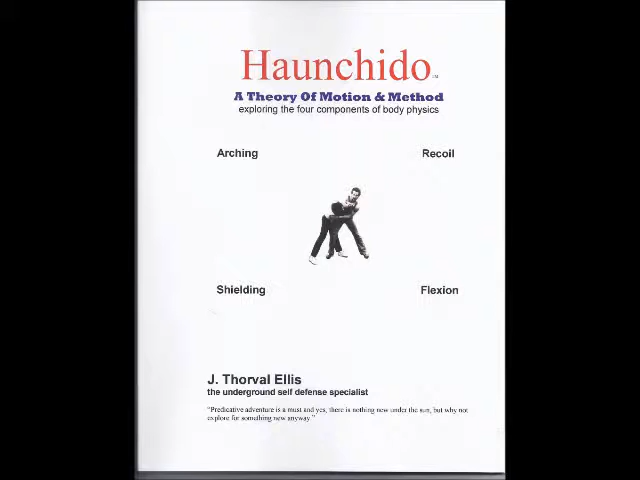 Haunchido™
A Theory Of Motion & Method
exploring the four components of body physics
Arching Recoil
Shielding Flexion
J. Thorval Ellis
the underground self defense specialist
"Predicative adventure is a must and yes, there is nothing new under the sun, but why not
explore for something new anyway."